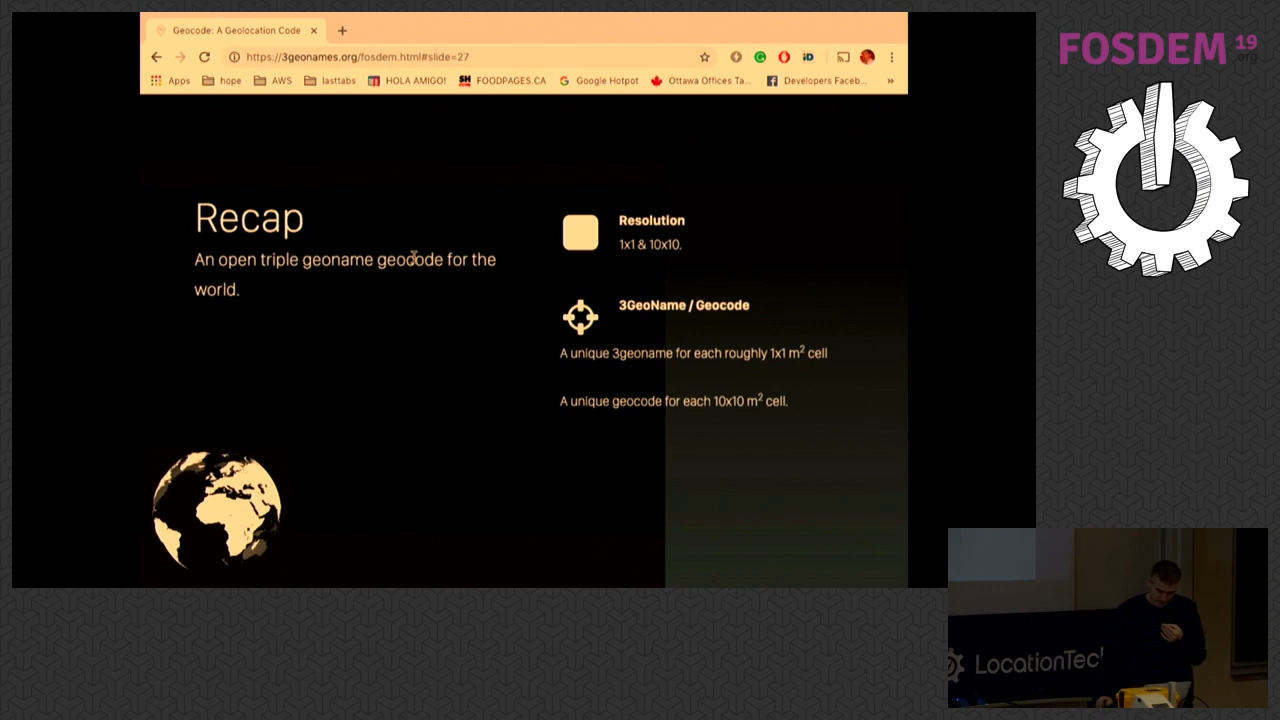 Geocode: A Geolocation Code
https://3geonames.org/fosdem.html#slide=27
Apps hope AWS lasttabs HOLA AMIGO! FOODPAGES.CA Google Hotpot Ottawa Offices Ta... Developers Faceb... »
FOSDEM 19
.org
Recap
An open triple geoname geocode for the
world.
Resolution
1x1 & 10x10.
3GeoName / Geocode
A unique 3geoname for each roughly 1x1 m² cell
A unique geocode for each 10x10 m² cell.
LocationTech